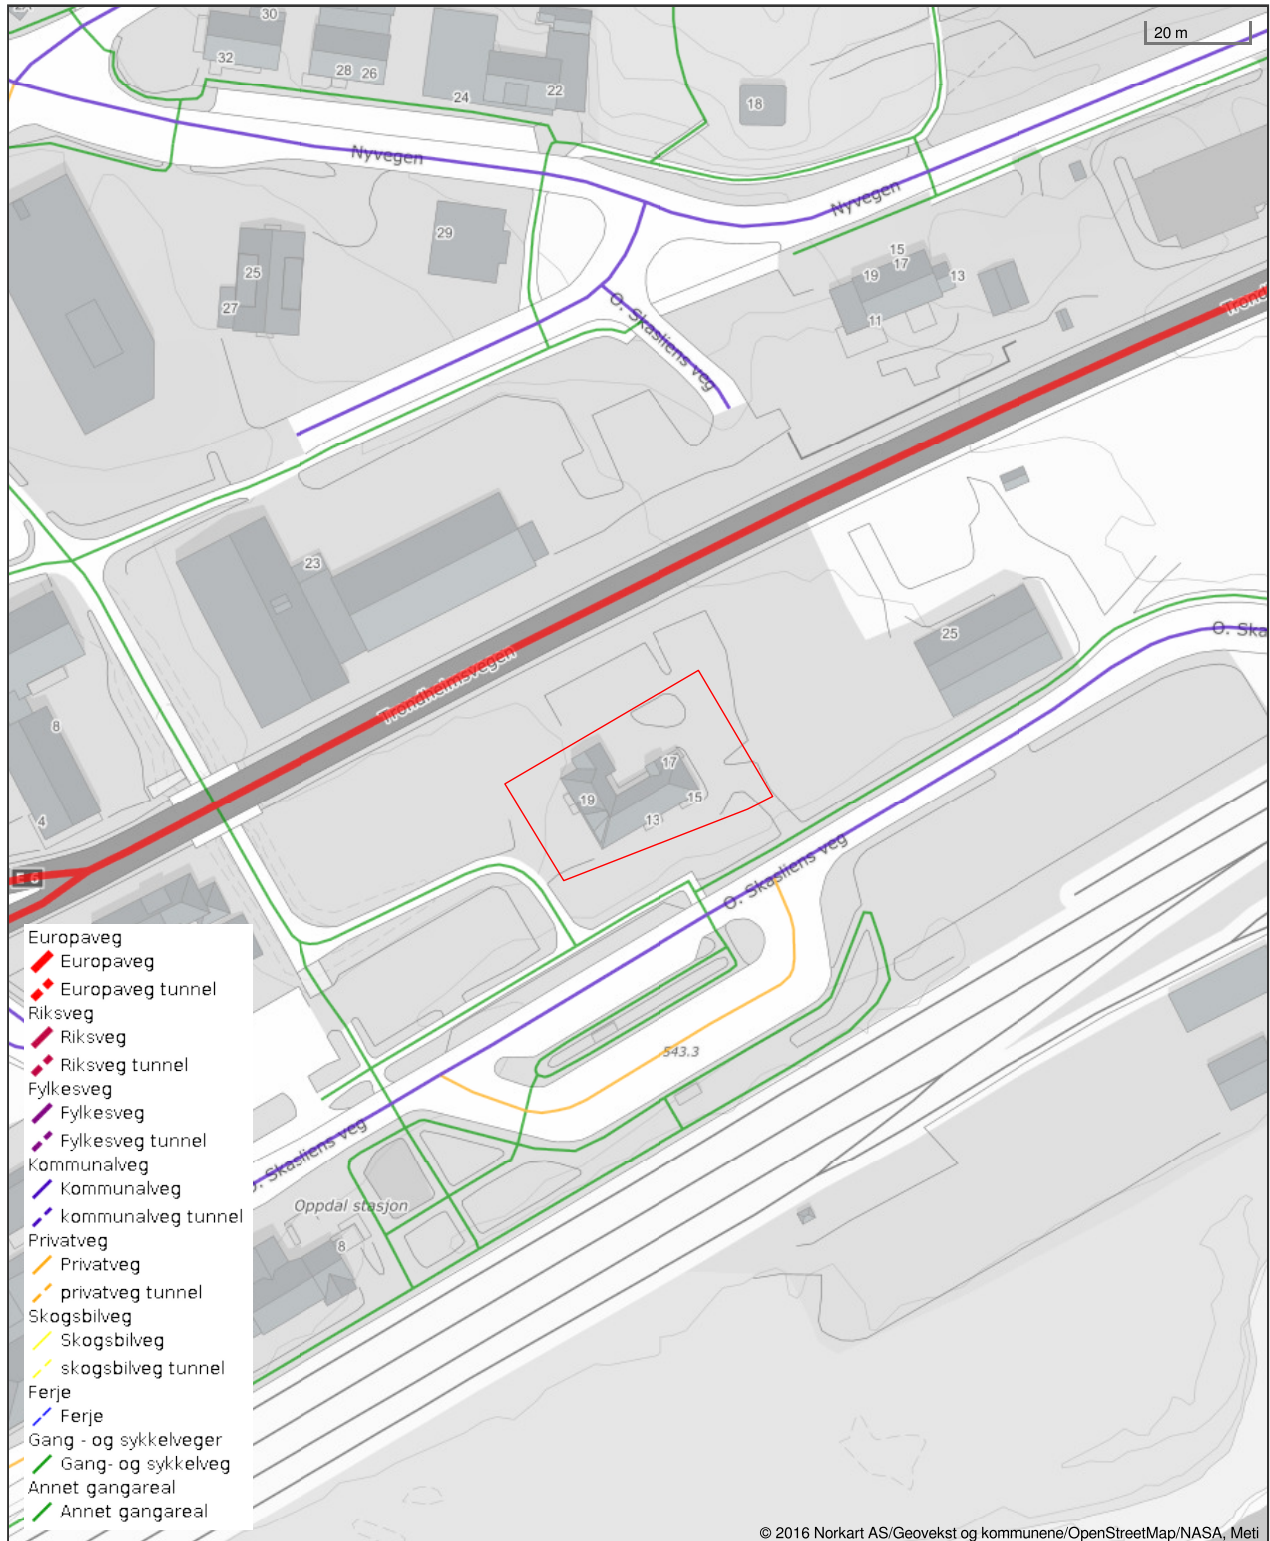 30
32
28
26
24
22
18
20 m
Nyvegen
Nyvegen
29
25
27
15
17
19
13
11
O. Skasliens veg
Trond
23
25
O. Ska
Trondheimsvegen
8
4
17
19
15
13
E 6
O. Skasliens veg
543.3
O. Skasliens veg
Oppdal stasjon
8
Europaveg
Europaveg
Europaveg tunnel
Riksveg
Riksveg
Riksveg tunnel
Fylkesveg
Fylkesveg
Fylkesveg tunnel
Kommunalveg
Kommunalveg
kommunalveg tunnel
Privatveg
Privatveg
privatveg tunnel
Skogsbilveg
Skogsbilveg
skogsbilveg tunnel
Ferje
Ferje
Gang - og sykkelveger
Gang- og sykkelveg
Annet gangareal
Annet gangareal
© 2016 Norkart AS/Geovekst og kommunene/OpenStreetMap/NASA, Meti